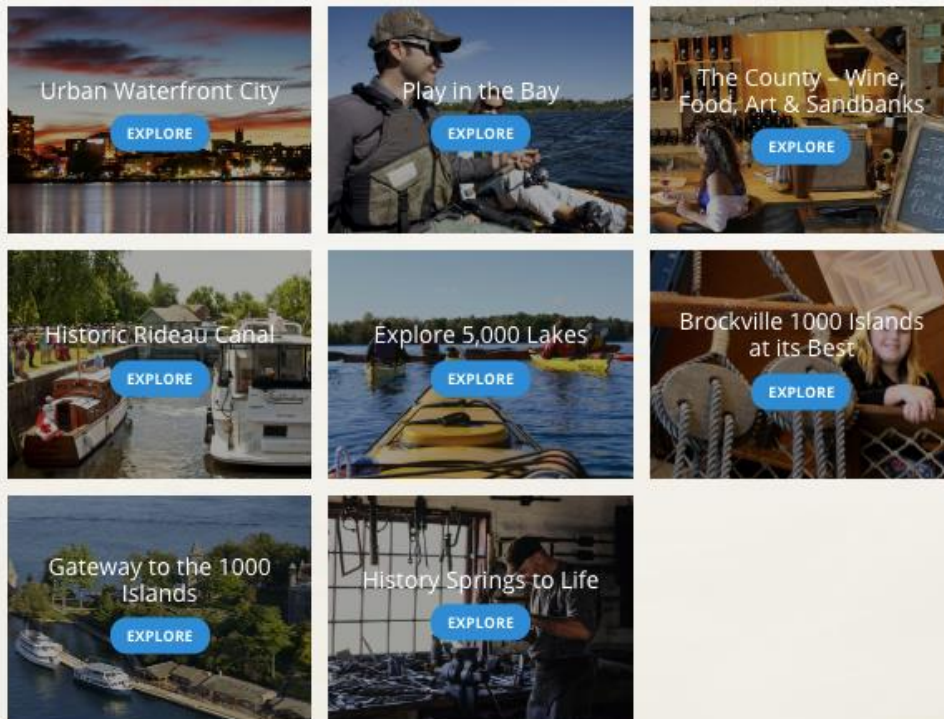 Urban Waterfront City
EXPLORE
Play in the Bay
EXPLORE
The County – Wine,
Food, Art & Sandbanks
EXPLORE
Historic Rideau Canal
EXPLORE
Explore 5,000 Lakes
EXPLORE
Brockville 1000 Islands
at its Best
EXPLORE
Gateway to the 1000
Islands
EXPLORE
History Springs to Life
EXPLORE